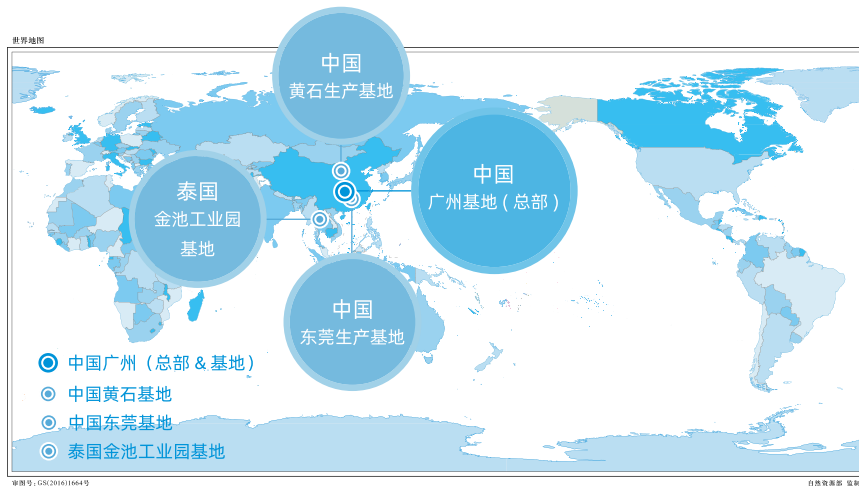 世界地图
中国
黄石生产基地
中国
广州基地(总部)
泰国
金池工业园
基地
中国
东莞生产基地
中国广州(总部&基地)
中国黄石基地
中国东莞基地
泰国金池工业园基地
审图号:GS(2016)1664号
自然资源部 监制